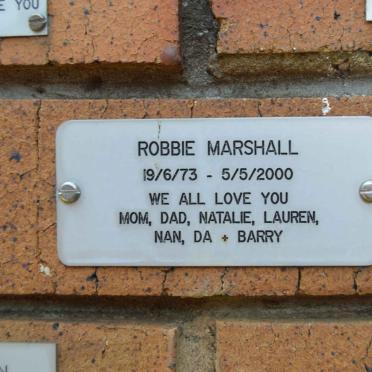 E YOU
ROBBIE MARSHALL
19/6/73 - 5/5/2000
WE ALL LOVE YOU
MOM, DAD, NATALIE, LAUREN,
NAN, DA + BARRY